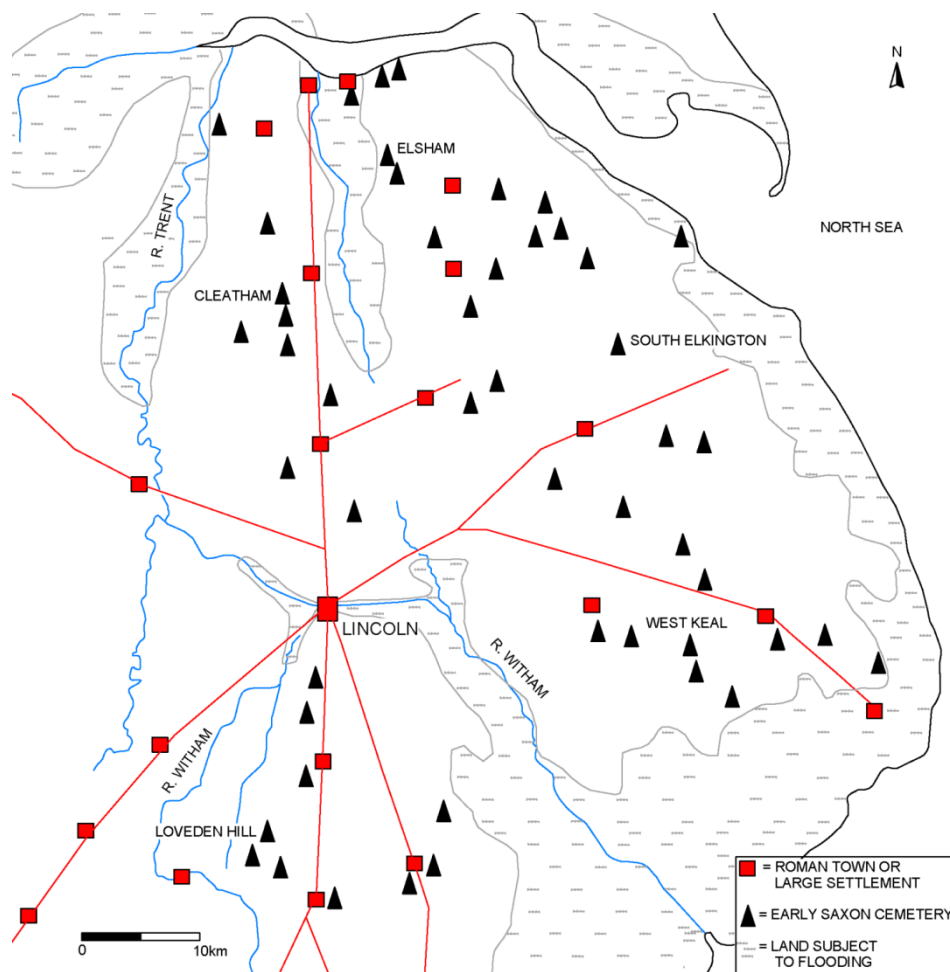 N
ELSHAM
R. TRENT
NORTH SEA
CLEATHAM
SOUTH ELKINGTON
LINCOLN
WEST KEAL
R. WITHAM
R. WITHAM
LOVEDEN HILL
= ROMAN TOWN OR
LARGE SETTLEMENT
= EARLY SAXON CEMETERY
= LAND SUBJECT
TO FLOODING
0 10km